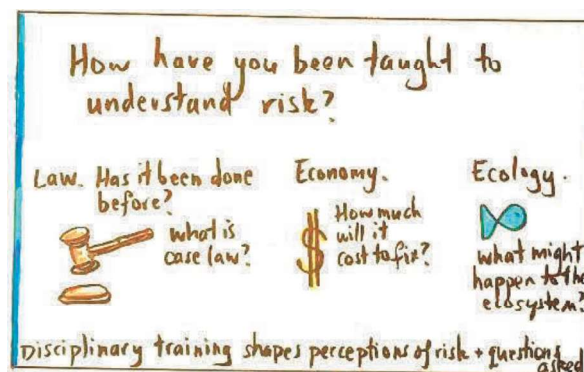 How have you been taught to
understand risk?
Law. Has it been done
before?
what is
case law?
Economy.
How much
will it
cost to fix?
$
Ecology.
what might
happen to the
ecosystem?
Disciplinary training shapes perceptions of risk + questions
asked